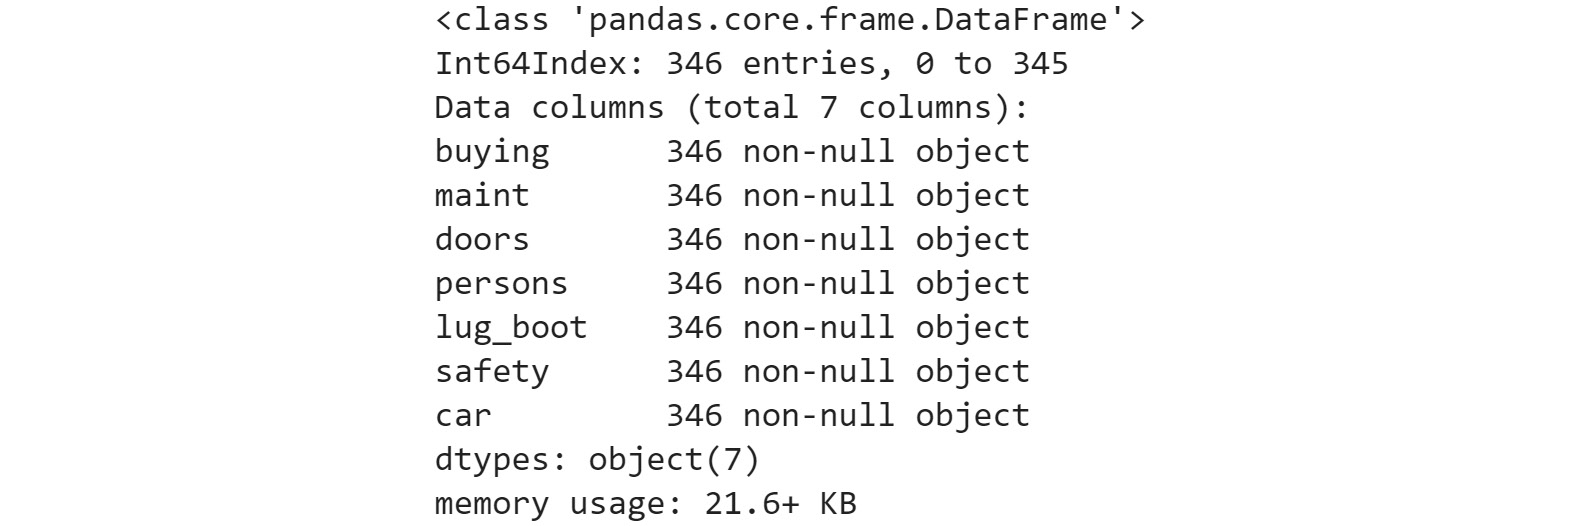 <class 'pandas.core.frame.DataFrame'>
Int64Index: 346 entries, 0 to 345
Data columns (total 7 columns):
buying      346 non-null object
maint       346 non-null object
doors       346 non-null object
persons     346 non-null object
lug_boot    346 non-null object
safety      346 non-null object
car         346 non-null object
dtypes: object(7)
memory usage: 21.6+ KB